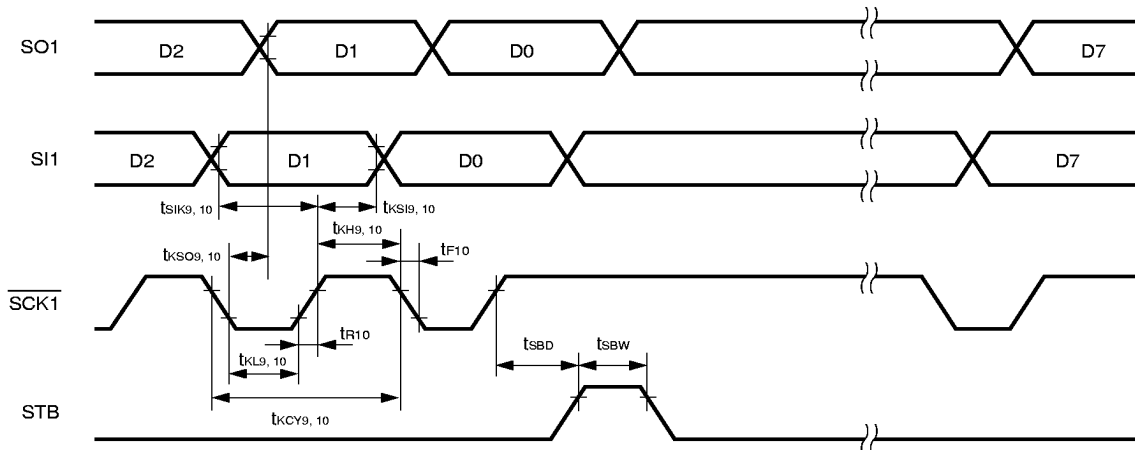 SO1 D2 D1 D0 D7
SI1 D2 D1 D0 D7
tSIK9, 10 tKSI9, 10
tKH9, 10
tKSO9, 10 tF10
SCK1
tR10
tSBD tSBW
tKL9, 10
STB
tKCY9, 10